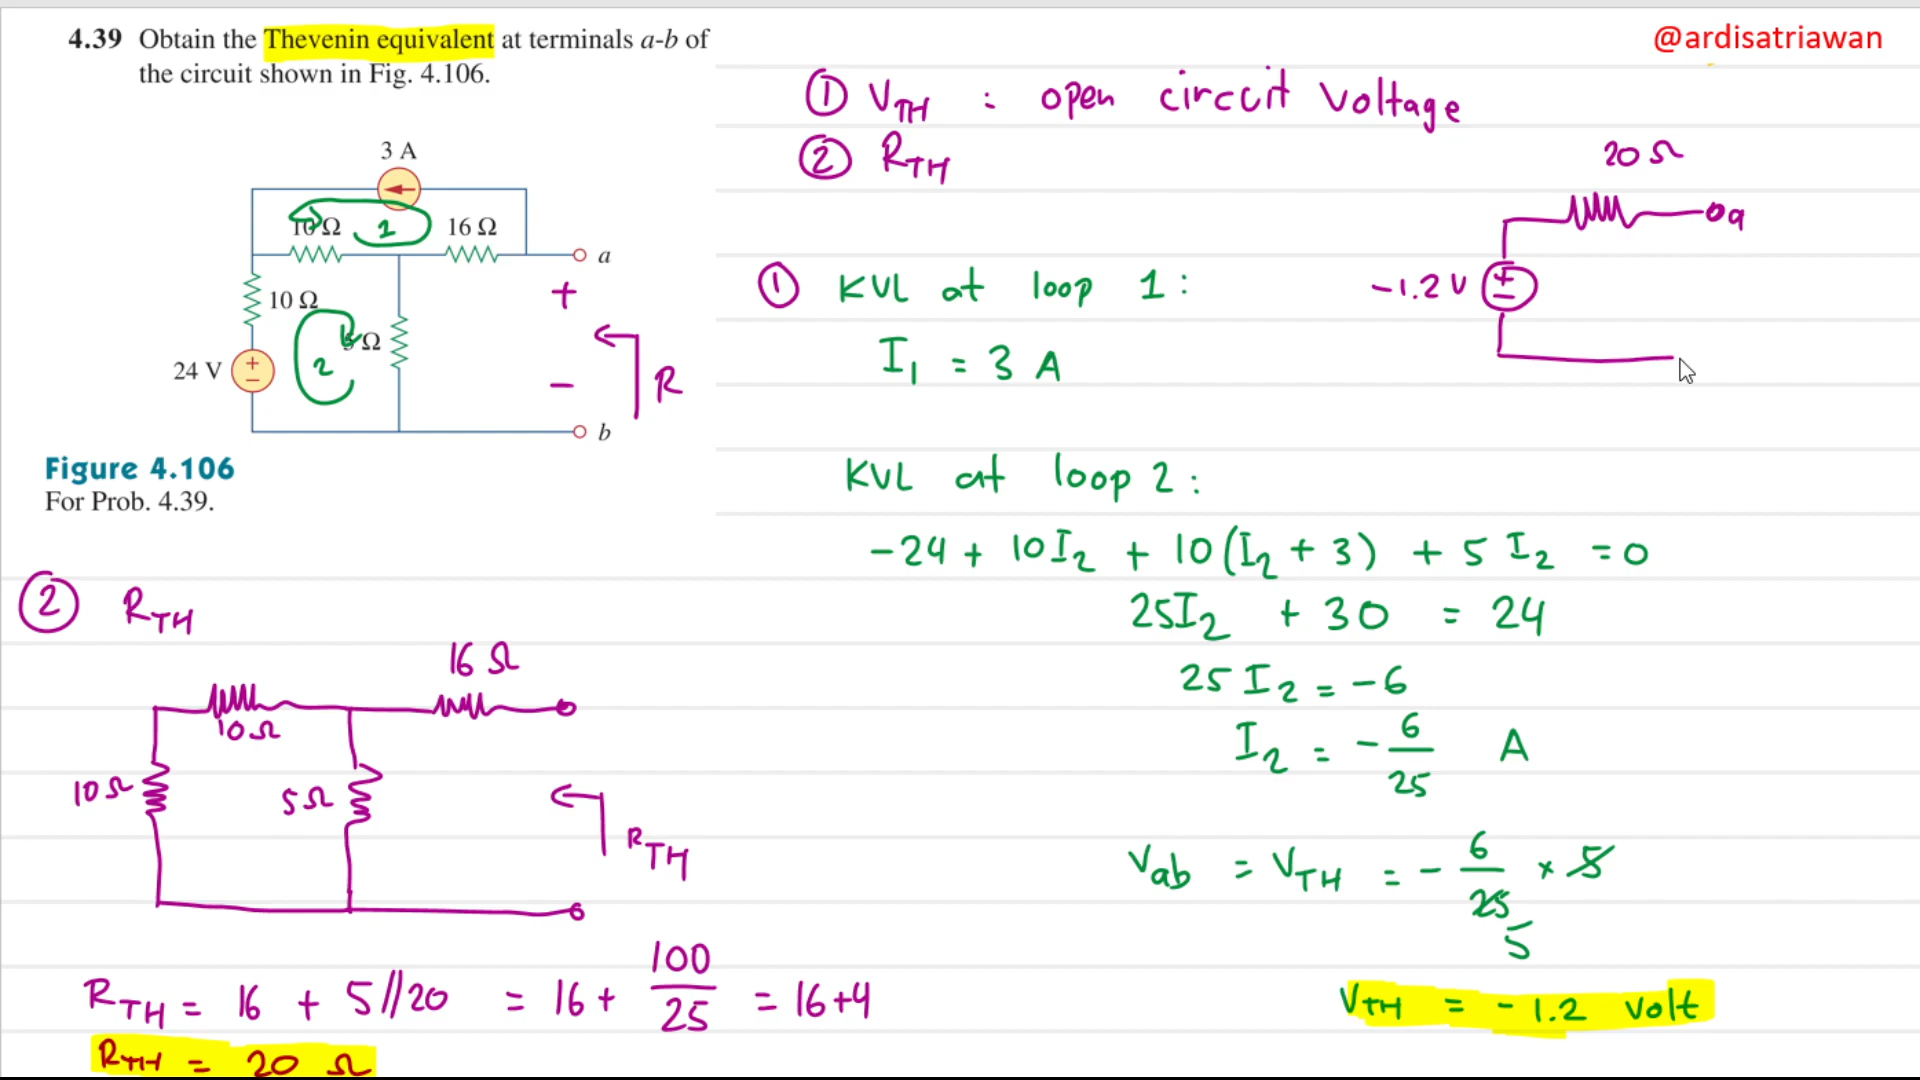 4.39 Obtain the Thevenin equivalent at terminals a-b of
the circuit shown in Fig. 4.106.
@ardisatriawan
3 A
10 Ω
1
16 Ω
a
10 Ω
+
Ω
2
24 V
+
−
−
R
b
Figure 4.106
For Prob. 4.39.
① VTH : open circuit Voltage
② RTH
20 Ω
a
-1.2 V
+
−
① KVL at loop 1 :
I1 = 3 A
KVL at loop 2 :
-24 + 10I2 + 10(I2 + 3) + 5 I2 = 0
25I2 + 30 = 24
25 I2 = -6
I2 = - 6/25 A
Vab = VTH = - 6/25 × 5
5
VTH = -1.2 volt
② RTH
16 Ω
10Ω
10Ω
5Ω
RTH
RTH = 16 + 5//20 = 16+ 100/25 = 16+4
RTH = 20 Ω